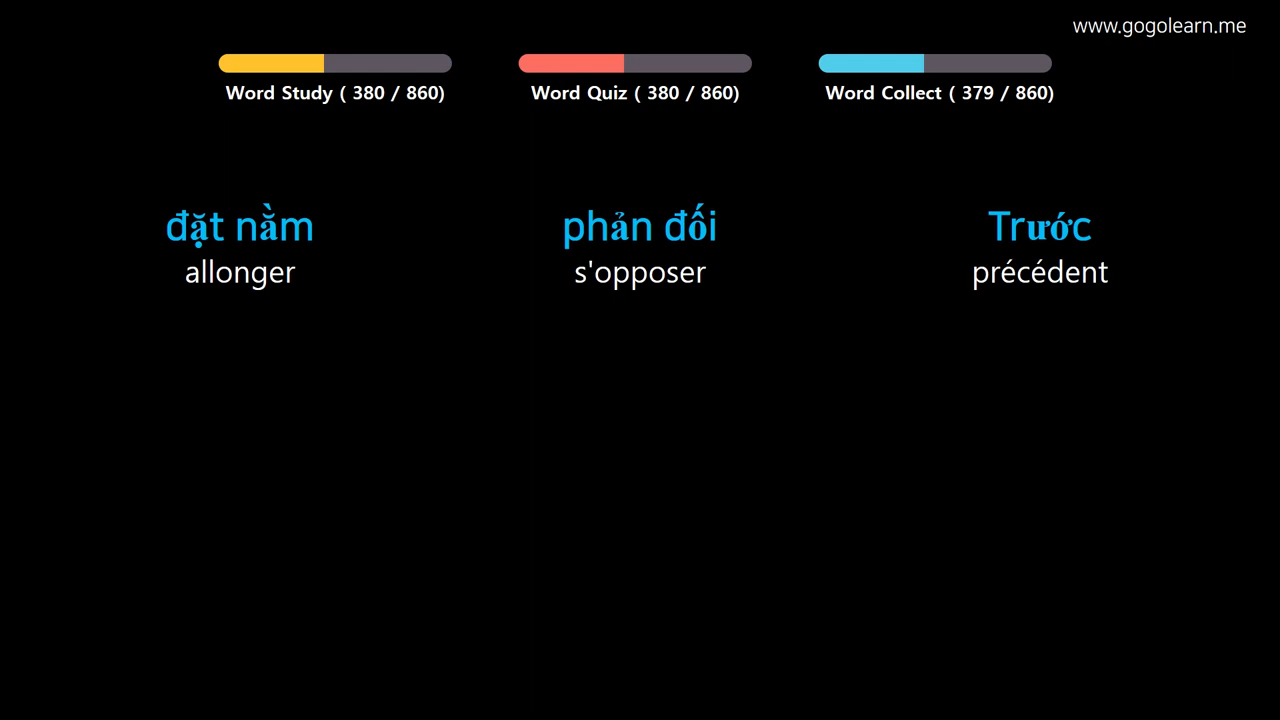 www.gogolearn.me
Word Study ( 380 / 860)
Word Quiz ( 380 / 860)
Word Collect ( 379 / 860)
đặt nằm
allonger
phản đối
s'opposer
Trước
précédent